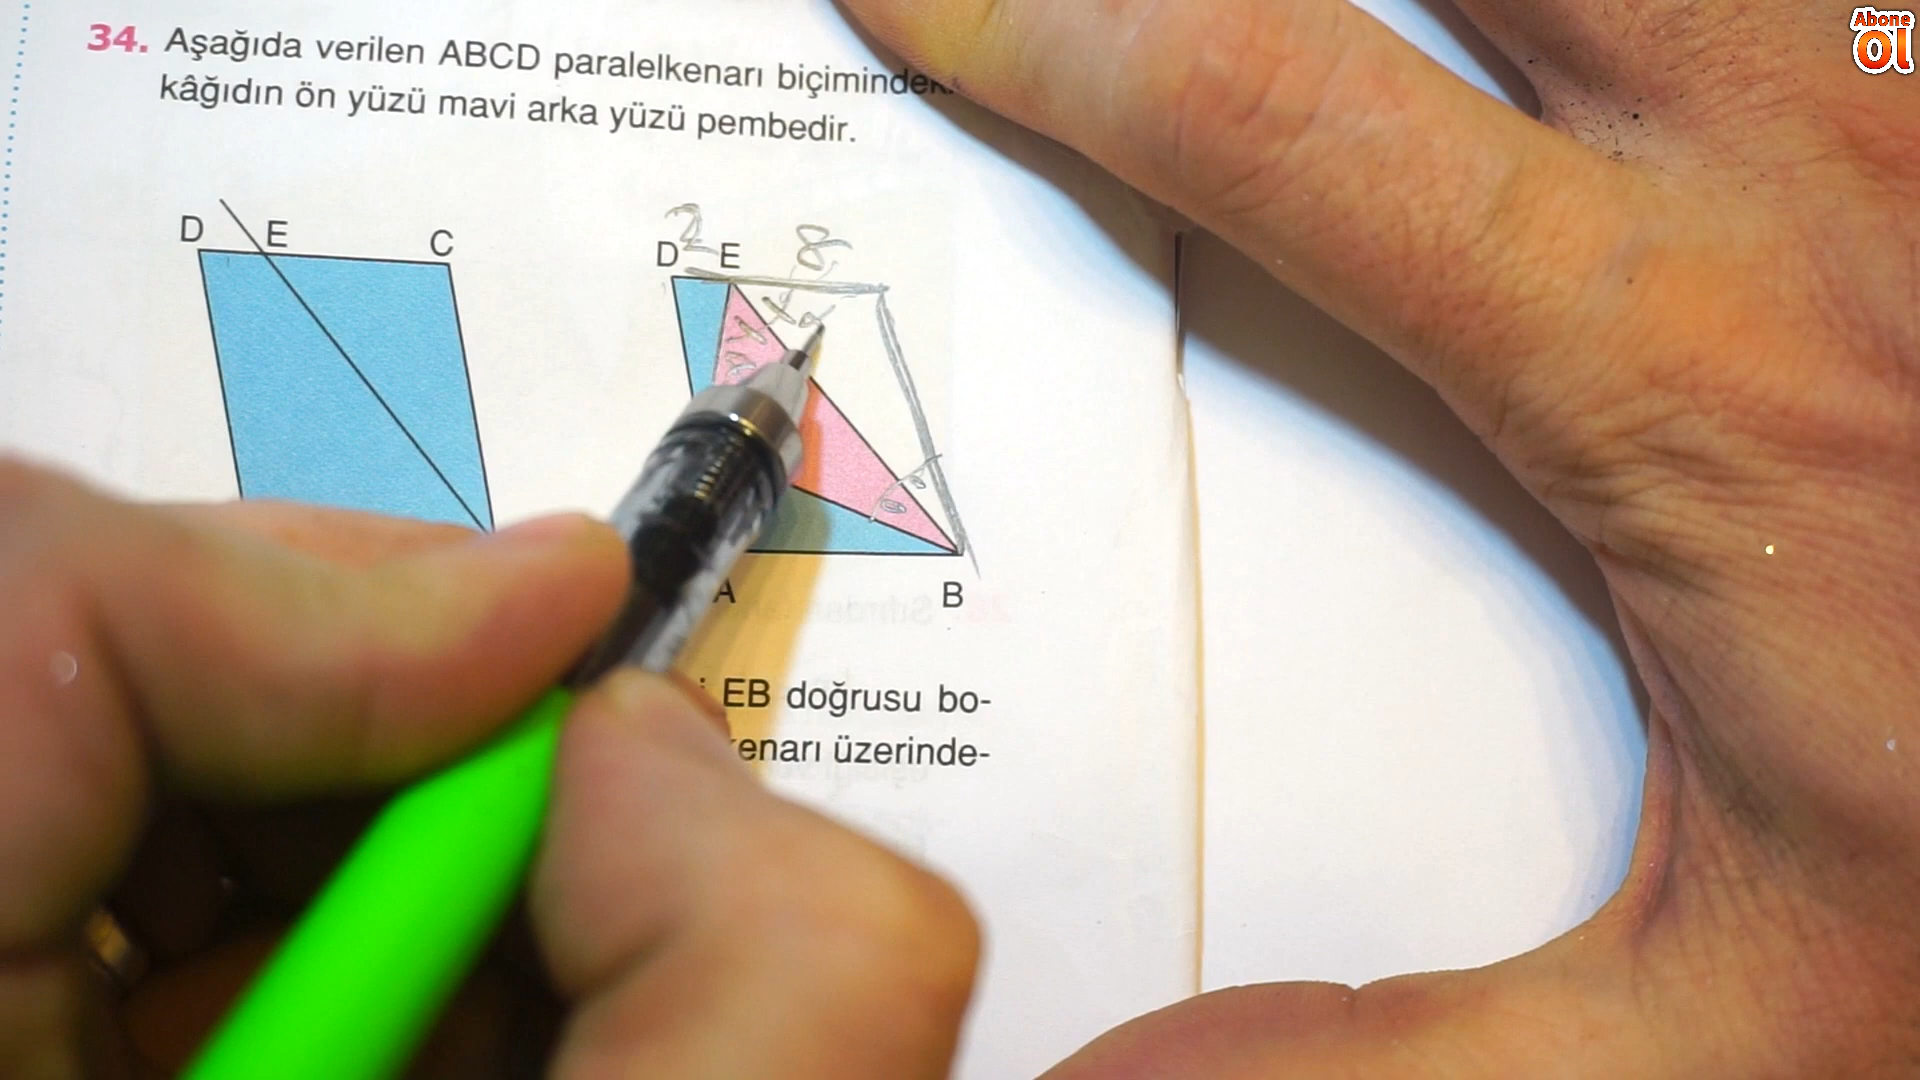 34. Aşağıda verilen ABCD paralelkenarı biçimindek
kâğıdın ön yüzü mavi arka yüzü pembedir.
D E C
D 2 E 8
A B
EB doğrusu bo-
kenarı üzerinde-
Abone
Ol